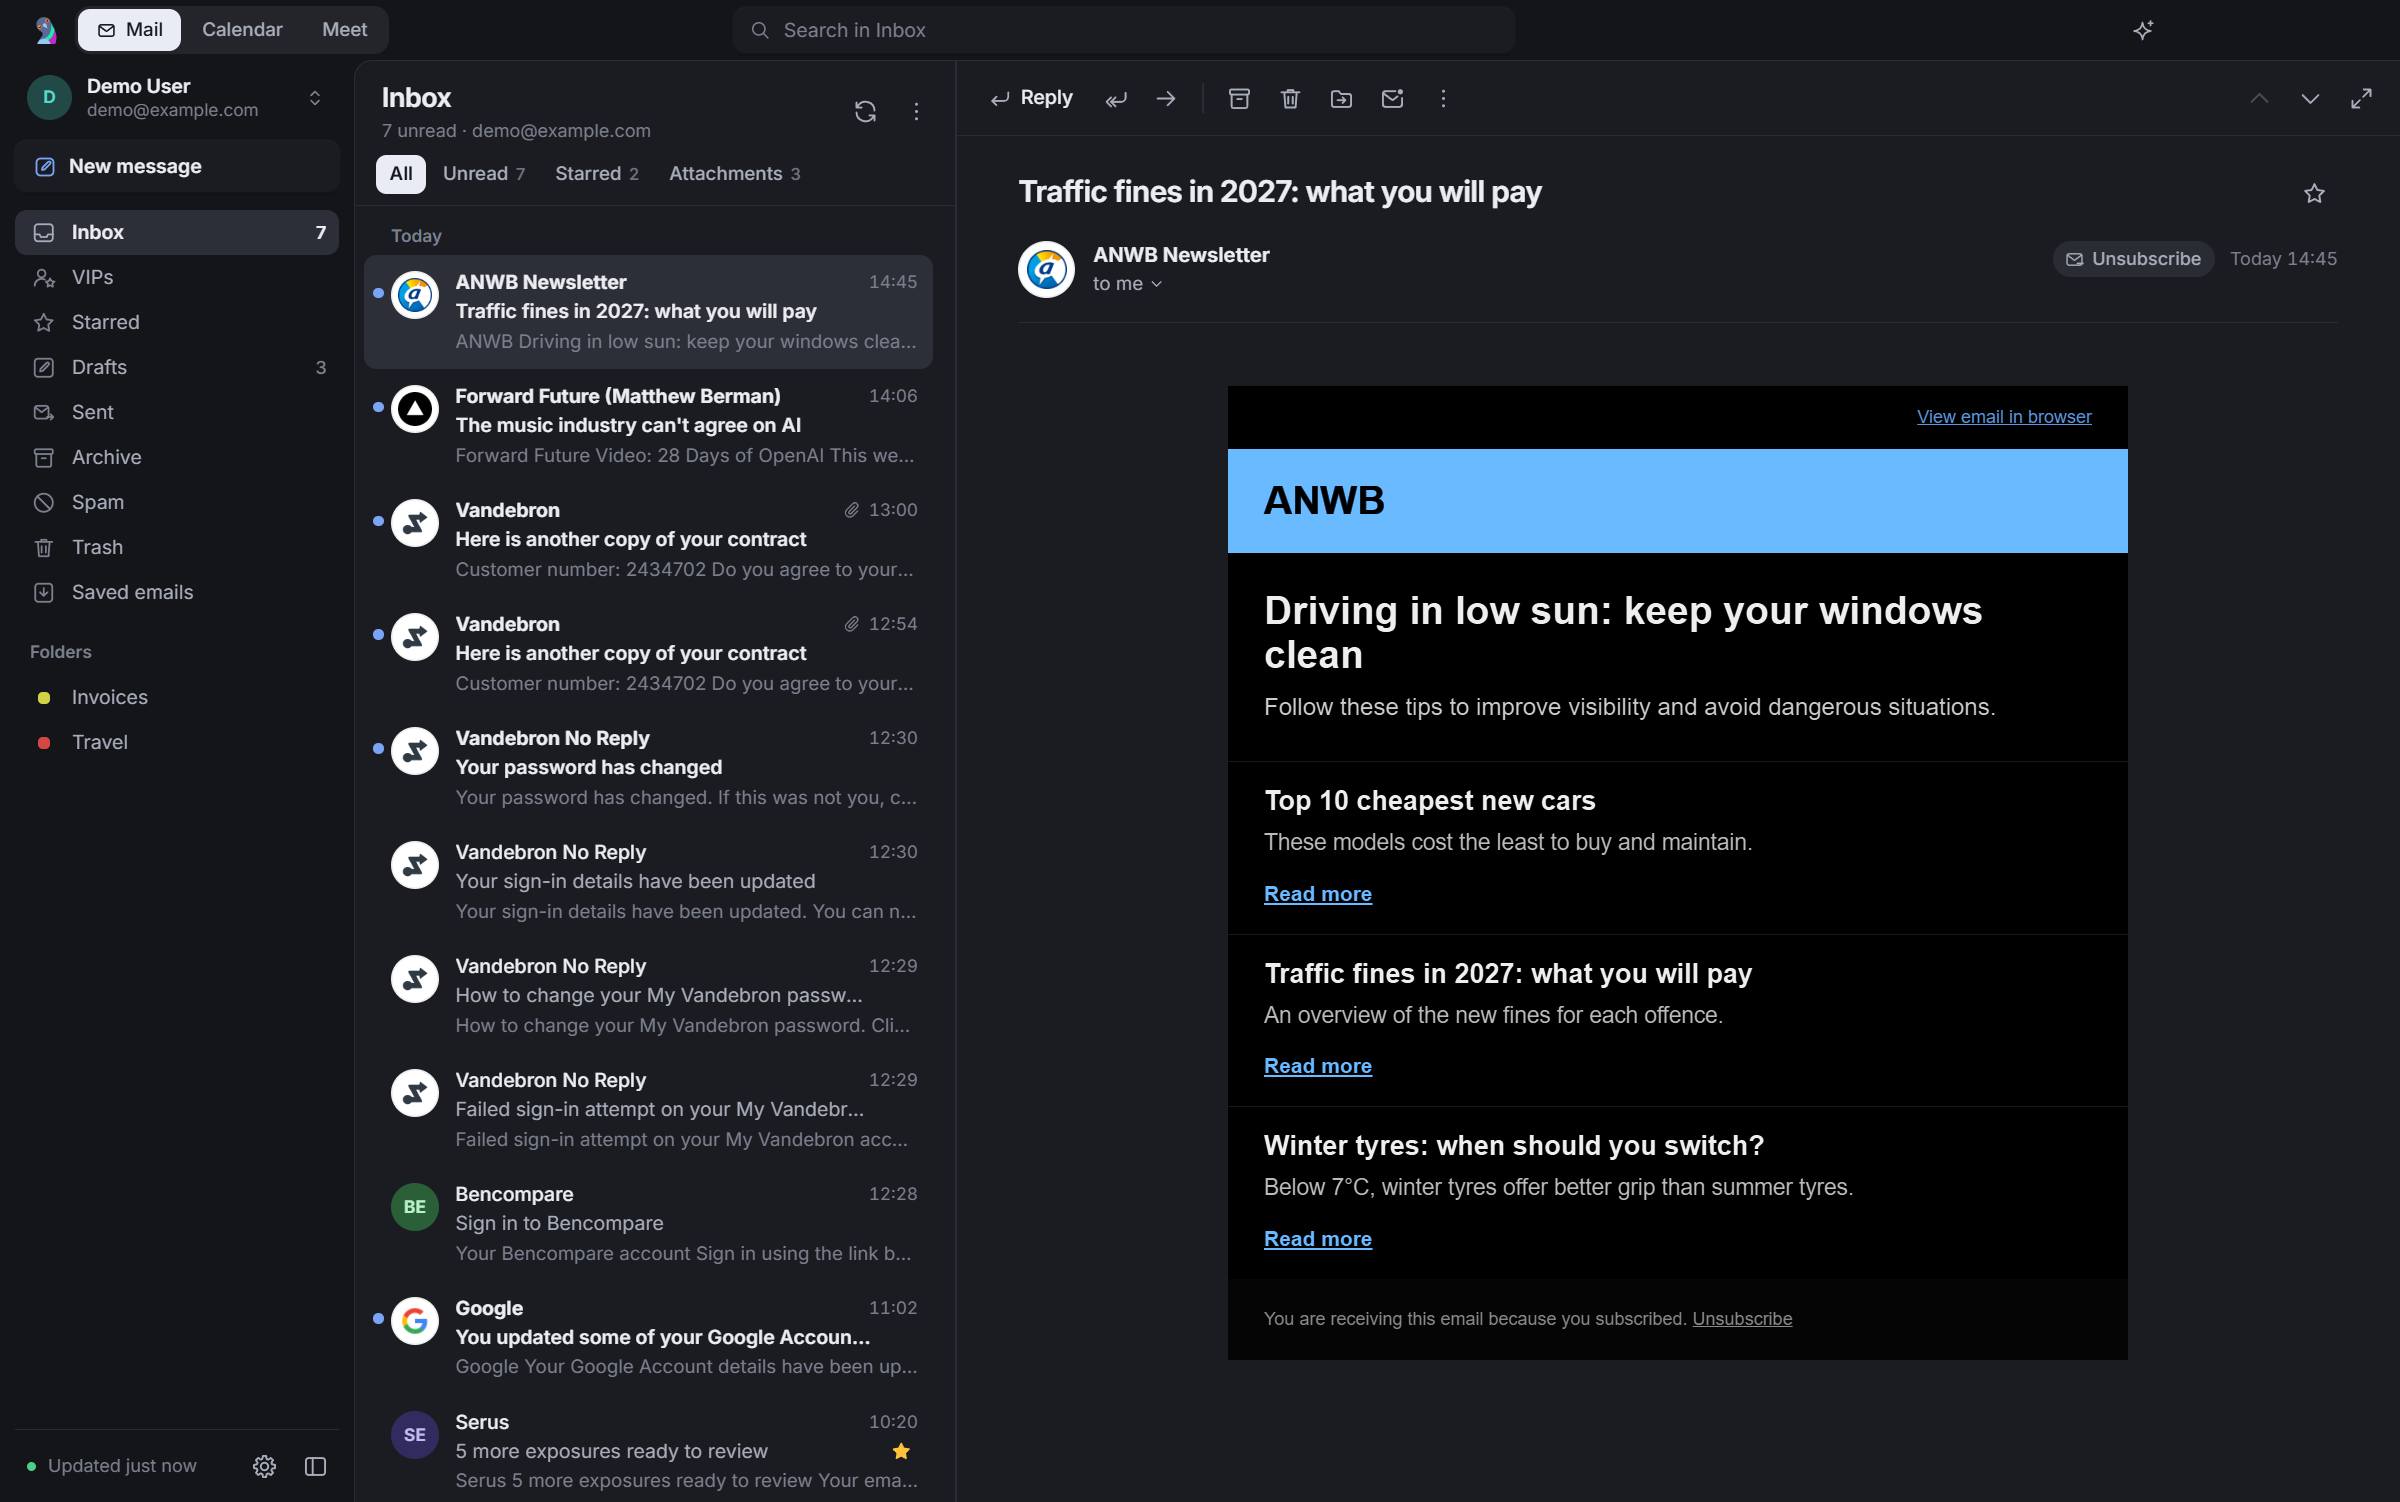 Mail
Calendar
Meet
Search in Inbox
D
Demo User
demo@example.com
New message
Inbox 7
VIPs
Starred
Drafts 3
Sent
Archive
Spam
Trash
Saved emails
Folders
Invoices
Travel
Updated just now
Inbox
7 unread · demo@example.com
All
Unread 7
Starred 2
Attachments 3
Today
ANWB Newsletter 14:45
Traffic fines in 2027: what you will pay
ANWB Driving in low sun: keep your windows clea...
Forward Future (Matthew Berman) 14:06
The music industry can't agree on AI
Forward Future Video: 28 Days of OpenAI This we...
Vandebron 13:00
Here is another copy of your contract
Customer number: 2434702 Do you agree to your...
Vandebron 12:54
Here is another copy of your contract
Customer number: 2434702 Do you agree to your...
Vandebron No Reply 12:30
Your password has changed
Your password has changed. If this was not you, c...
Vandebron No Reply 12:30
Your sign-in details have been updated
Your sign-in details have been updated. You can n...
Vandebron No Reply 12:29
How to change your My Vandebron passw...
How to change your My Vandebron password. Cli...
Vandebron No Reply 12:29
Failed sign-in attempt on your My Vandebr...
Failed sign-in attempt on your My Vandebron acc...
BE
Bencompare 12:28
Sign in to Bencompare
Your Bencompare account Sign in using the link b...
Google 11:02
You updated some of your Google Accoun...
Google Your Google Account details have been up...
SE
Serus 10:20
5 more exposures ready to review
Serus 5 more exposures ready to review Your ema...
Reply
Traffic fines in 2027: what you will pay
ANWB Newsletter
to me
Unsubscribe
Today 14:45
View email in browser
ANWB
Driving in low sun: keep your windows
clean
Follow these tips to improve visibility and avoid dangerous situations.
Top 10 cheapest new cars
These models cost the least to buy and maintain.
Read more
Traffic fines in 2027: what you will pay
An overview of the new fines for each offence.
Read more
Winter tyres: when should you switch?
Below 7°C, winter tyres offer better grip than summer tyres.
Read more
You are receiving this email because you subscribed. Unsubscribe